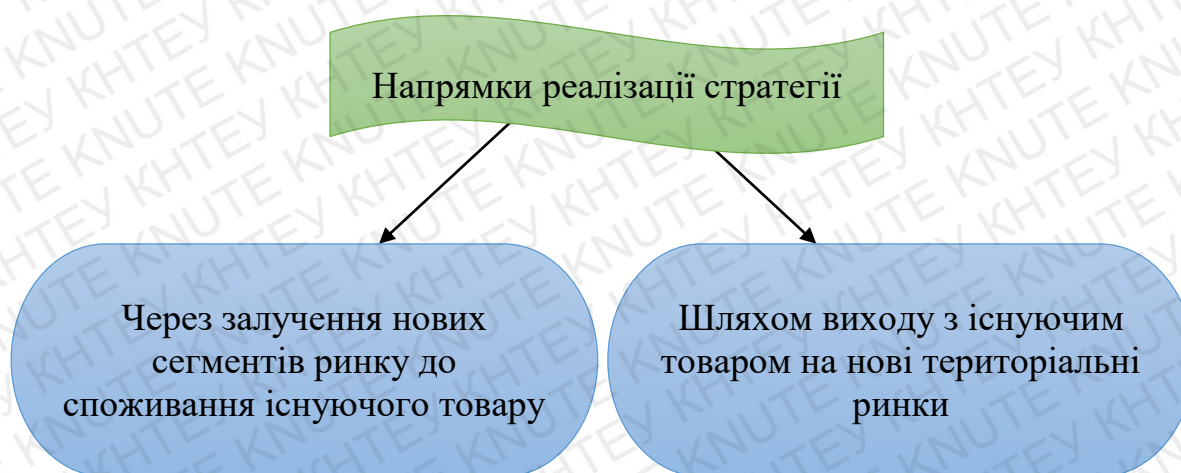 Напрямки реалізації стратегії
Через залучення нових
сегментів ринку до
споживання існуючого товару
Шляхом виходу з існуючим
товаром на нові територіальні
ринки